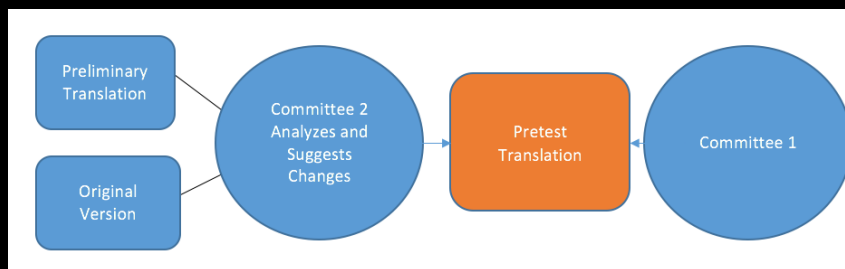 Preliminary
Translation
Original
Version
Committee 2
Analyzes and
Suggests
Changes
Pretest
Translation
Committee 1